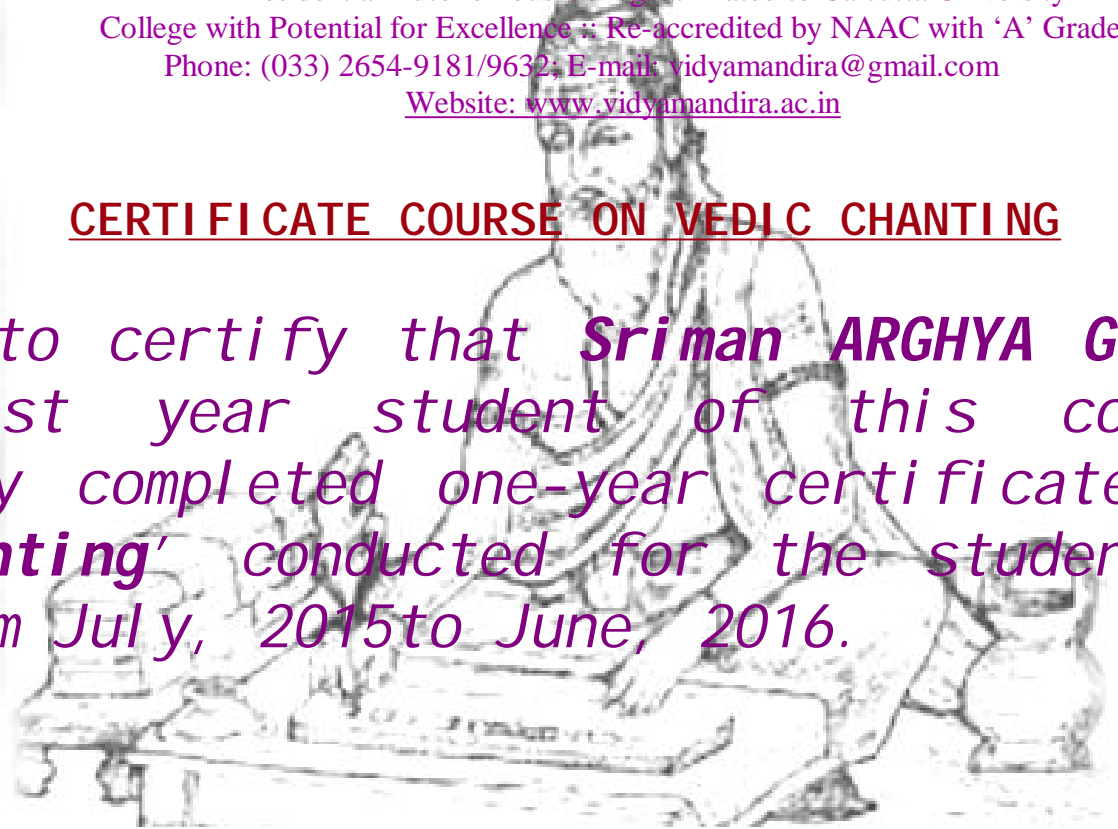 College with Potential for Excellence :: Re-accredited by NAAC with ‘A’ Grade
Phone: (033) 2654-9181/9632; E-mail: vidyamandira@gmail.com
Website: www.vidyamandira.ac.in
CERTIFICATE COURSE ON VEDIC CHANTING
to certify that Sriman ARGHYA G
st year student of this co
y completed one-year certificate
nting’ conducted for the studen
m July, 2015to June, 2016.